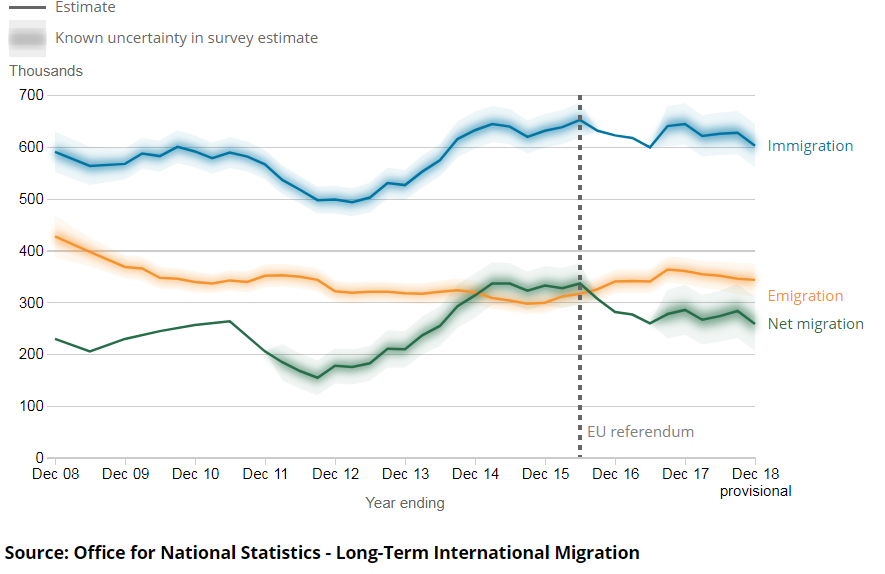 Estimate
Known uncertainty in survey estimate
Thousands
700
600
500
400
300
200
100
0
Immigration
Emigration
Net migration
EU referendum
Dec 08 Dec 09 Dec 10 Dec 11 Dec 12 Dec 13 Dec 14 Dec 15 Dec 16 Dec 17 Dec 18
provisional
Year ending
Source: Office for National Statistics - Long-Term International Migration